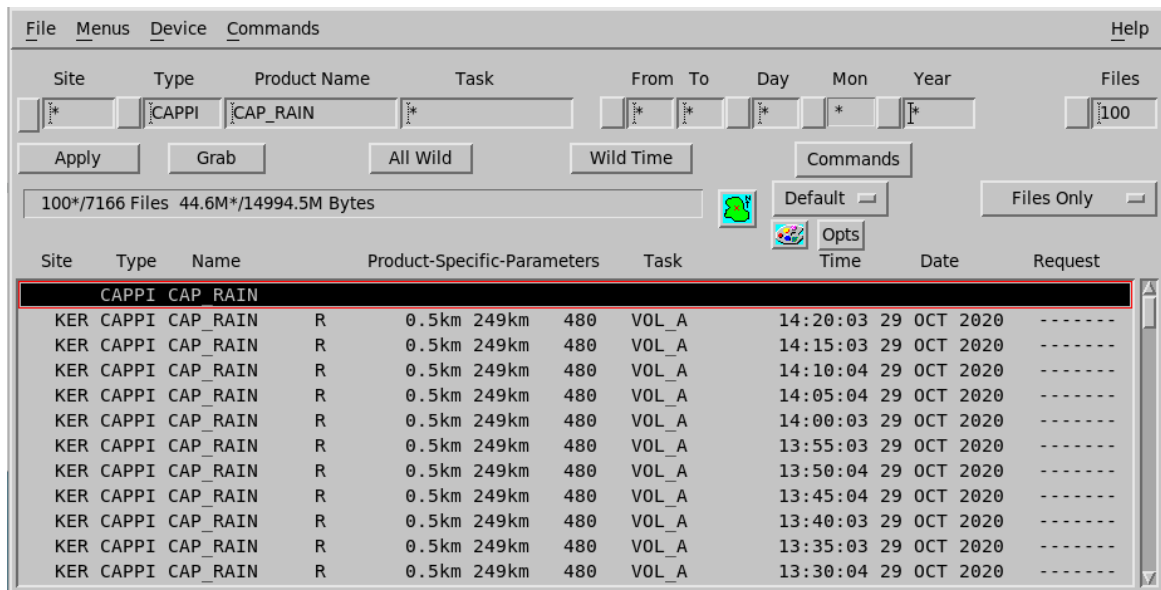 File Menus Device Commands Help
Site Type Product Name Task From To Day Mon Year Files
* CAPPI CAP_RAIN * * * * * * 100
Apply Grab All Wild Wild Time Commands
100*/7166 Files 44.6M*/14994.5M Bytes N Default Files Only
Opts
Site Type Name Product-Specific-Parameters Task Time Date Request
CAPPI CAP_RAIN
KER CAPPI CAP_RAIN R 0.5km 249km 480 VOL_A 14:20:03 29 OCT 2020 -------
KER CAPPI CAP_RAIN R 0.5km 249km 480 VOL_A 14:15:03 29 OCT 2020 -------
KER CAPPI CAP_RAIN R 0.5km 249km 480 VOL_A 14:10:04 29 OCT 2020 -------
KER CAPPI CAP_RAIN R 0.5km 249km 480 VOL_A 14:05:04 29 OCT 2020 -------
KER CAPPI CAP_RAIN R 0.5km 249km 480 VOL_A 14:00:03 29 OCT 2020 -------
KER CAPPI CAP_RAIN R 0.5km 249km 480 VOL_A 13:55:03 29 OCT 2020 -------
KER CAPPI CAP_RAIN R 0.5km 249km 480 VOL_A 13:50:04 29 OCT 2020 -------
KER CAPPI CAP_RAIN R 0.5km 249km 480 VOL_A 13:45:04 29 OCT 2020 -------
KER CAPPI CAP_RAIN R 0.5km 249km 480 VOL_A 13:40:03 29 OCT 2020 -------
KER CAPPI CAP_RAIN R 0.5km 249km 480 VOL_A 13:35:03 29 OCT 2020 -------
KER CAPPI CAP_RAIN R 0.5km 249km 480 VOL_A 13:30:04 29 OCT 2020 -------